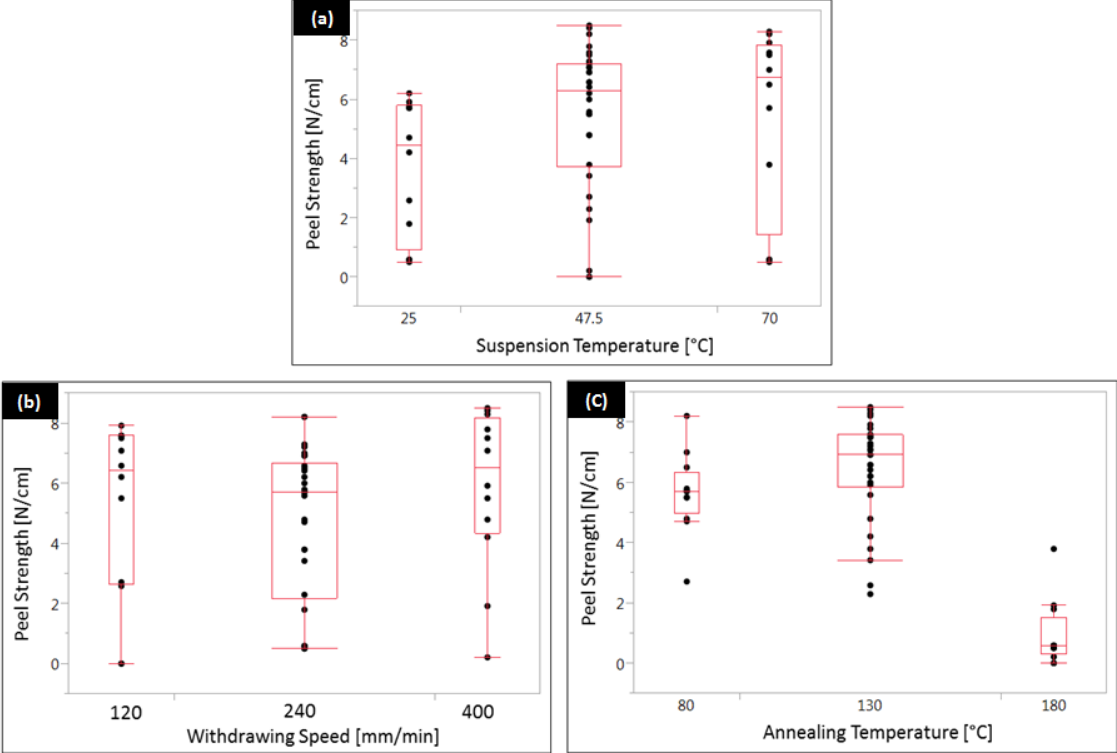 (a)
Peel Strength [N/cm]
8
6
4
2
0
25 47.5 70
Suspension Temperature [°C]
(b)
Peel Strength [N/cm]
8
6
4
2
0
120 240 400
Withdrawing Speed [mm/min]
(C)
Peel Strength [N/cm]
8
6
4
2
0
80 130 180
Annealing Temperature [°C]